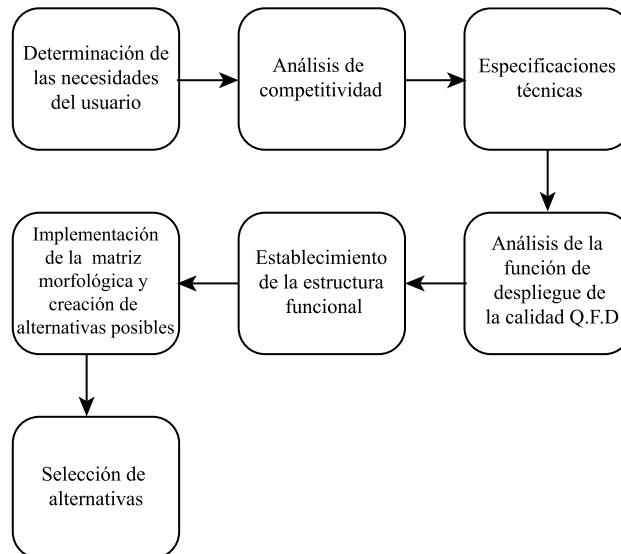 Determinación de
las necesidades
del usuario
Análisis de
competitividad
Especificaciones
técnicas
Análisis de la
función de
despliegue de
la calidad Q.F.D
Establecimiento
de la estructura
funcional
Implementación
de la matriz
morfológica y
creación de
alternativas posibles
Selección de
alternativas